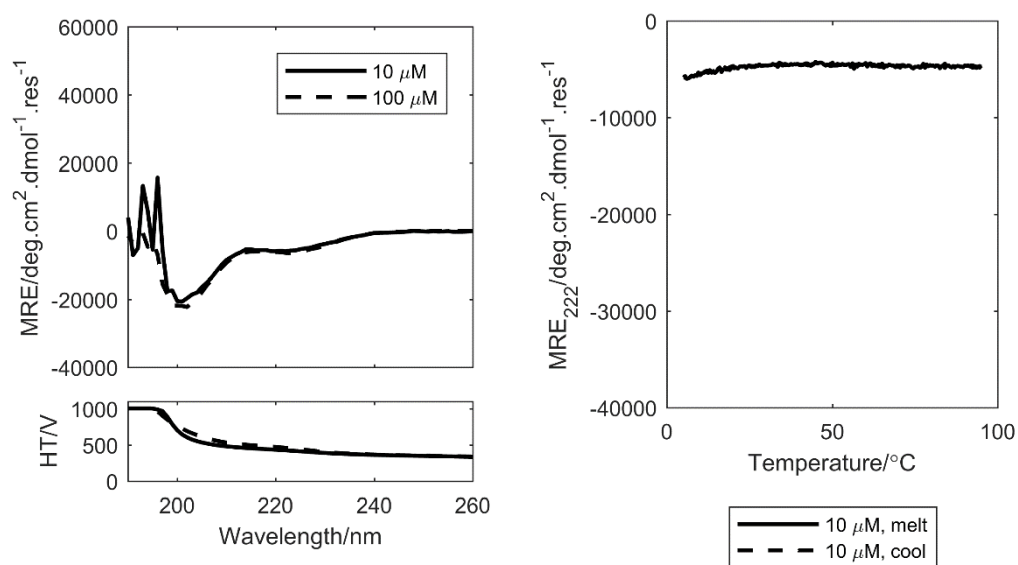 60000
40000
20000
0
-20000
-40000
MRE/deg.cm².dmol⁻¹.res⁻¹
10 μM
100 μM
1000
500
0
HT/V
200
220
240
260
Wavelength/nm
0
-10000
-20000
-30000
-40000
MRE₂₂₂/deg.cm².dmol⁻¹.res⁻¹
0
50
100
Temperature/°C
10 μM, melt
10 μM, cool